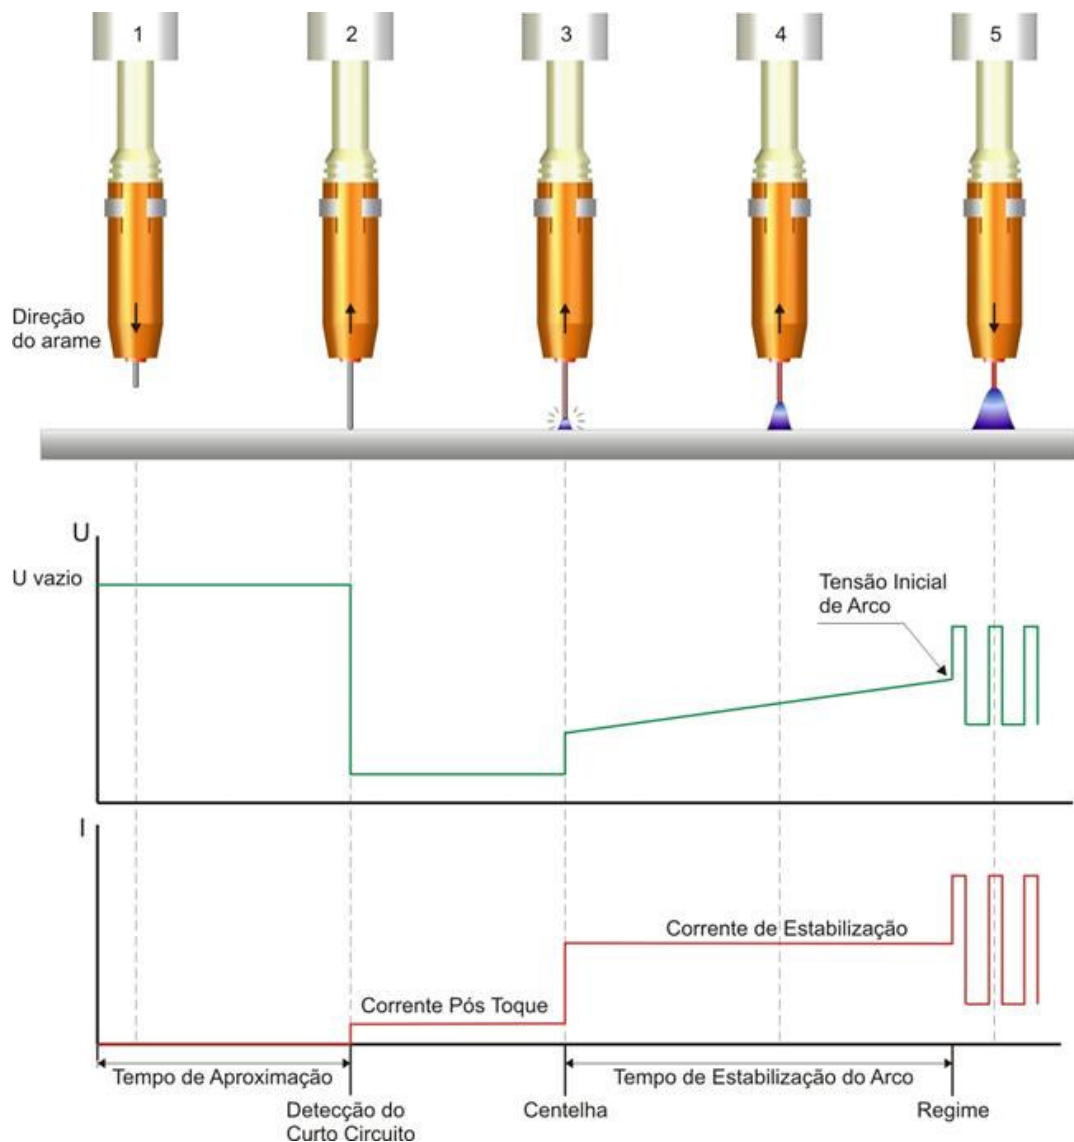 1 2 3 4 5
Direção
do arame
U
U vazio
Tensão Inicial
de Arco
I
Corrente de Estabilização
Corrente Pós Toque
Tempo de Aproximação
Tempo de Estabilização do Arco
Detecção do
Curto Circuito
Centelha
Regime